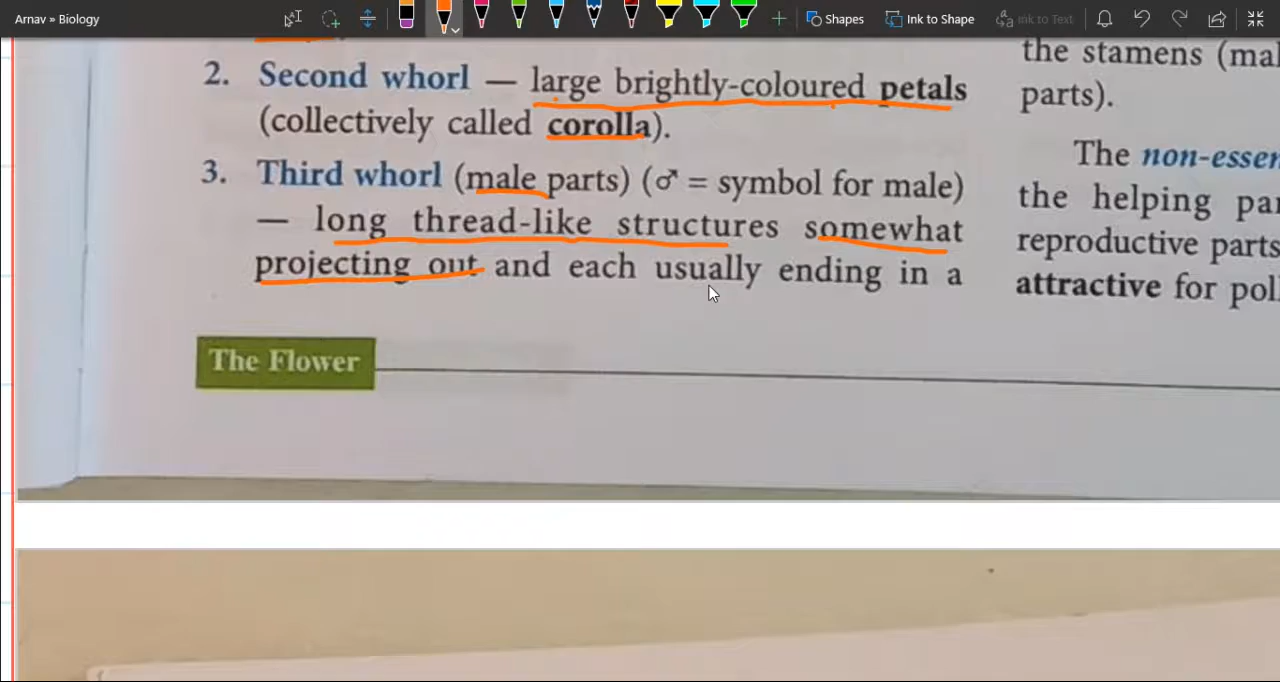 Arnav » Biology
Shapes
Ink to Shape
Ink to Text
2. Second whorl — large brightly-coloured petals
(collectively called corolla).
3. Third whorl (male parts) (♂ = symbol for male)
— long thread-like structures somewhat
projecting out and each usually ending in a
The Flower
the stamens (mal
parts).
The non-essen
the helping par
reproductive parts
attractive for pol